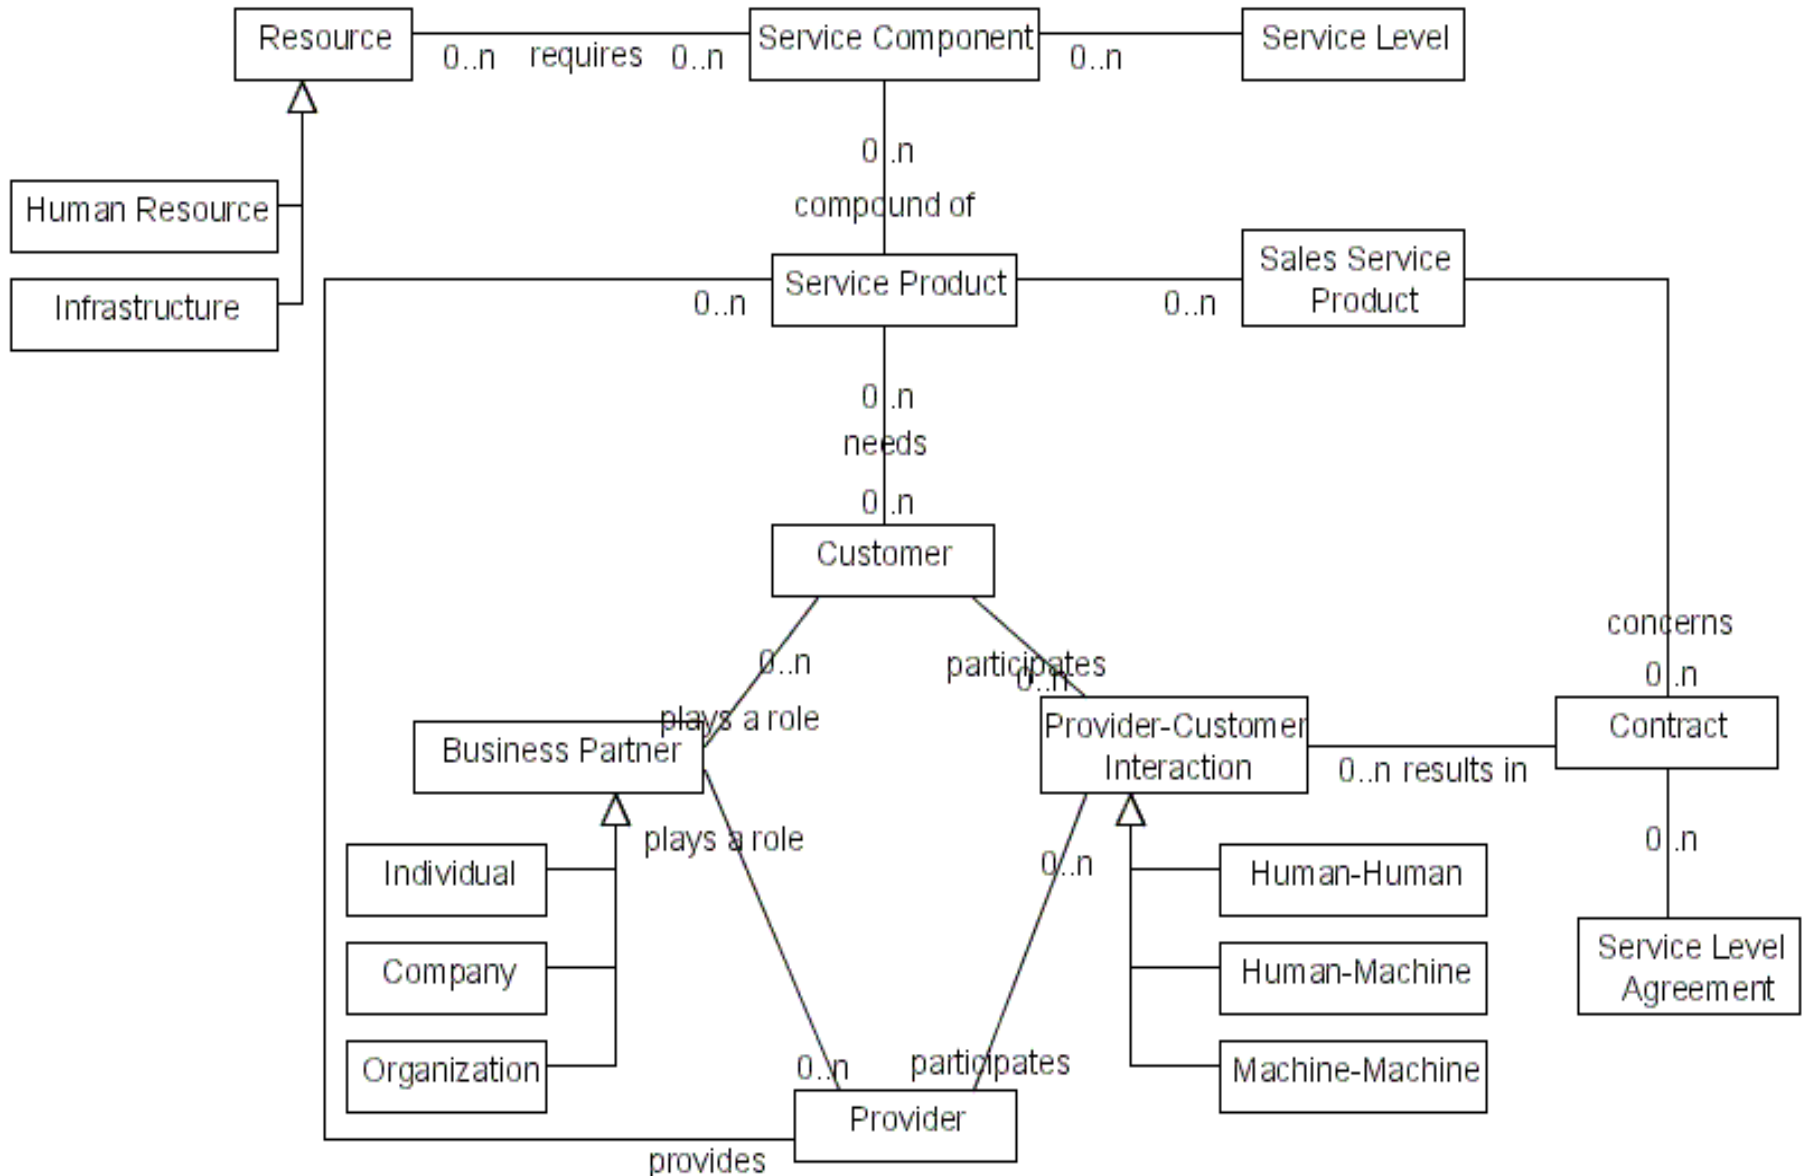 Resource
0..n
requires
0..n
Service Component
0..n
Service Level
0..n
compound of
Human Resource
Infrastructure
0..n
Service Product
0..n
Sales Service
Product
0..n
needs
0..n
Customer
concerns
0..n
0..n
participates
0..n
plays a role
Business Partner
Provider-Customer
Interaction
0..n results in
Contract
plays a role
0..n
0..n
Individual
Company
Organization
Human-Human
Human-Machine
Machine-Machine
Service Level
Agreement
0..n
participates
Provider
provides